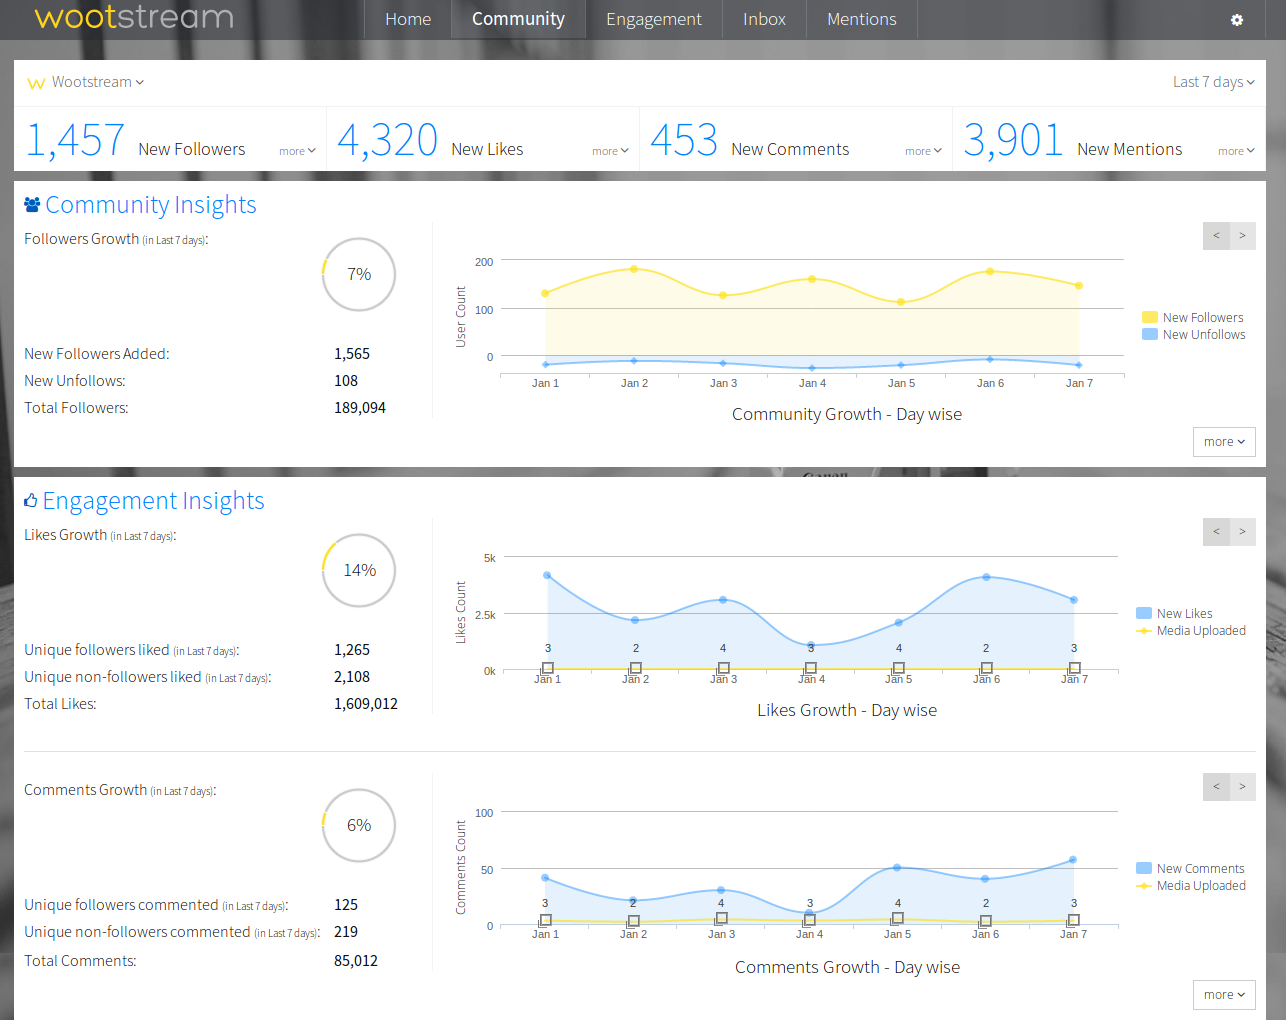 wootstream
Home Community Engagement Inbox Mentions
Wootstream Last 7 days
1,457 New Followers more 4,320 New Likes more 453 New Comments more 3,901 New Mentions more
Community Insights
Followers Growth (in Last 7 days):
7%
New Followers Added: 1,565
New Unfollows: 108
Total Followers: 189,094
< >
User Count
200
100
0
Jan 1 Jan 2 Jan 3 Jan 4 Jan 5 Jan 6 Jan 7
New Followers
New Unfollows
Community Growth - Day wise
more
Canon
Engagement Insights
Likes Growth (in Last 7 days):
14%
Unique followers liked (in Last 7 days): 1,265
Unique non-followers liked (in Last 7 days): 2,108
Total Likes: 1,609,012
< >
Likes Count
5k
2.5k
0k
3 2 4 3 4 2 3
Jan 1 Jan 2 Jan 3 Jan 4 Jan 5 Jan 6 Jan 7
New Likes
Media Uploaded
Likes Growth - Day wise
Comments Growth (in Last 7 days):
6%
Unique followers commented (in Last 7 days): 125
Unique non-followers commented (in Last 7 days): 219
Total Comments: 85,012
< >
Comments Count
100
50
0
3 2 4 3 4 2 3
Jan 1 Jan 2 Jan 3 Jan 4 Jan 5 Jan 6 Jan 7
New Comments
Media Uploaded
Comments Growth - Day wise
more